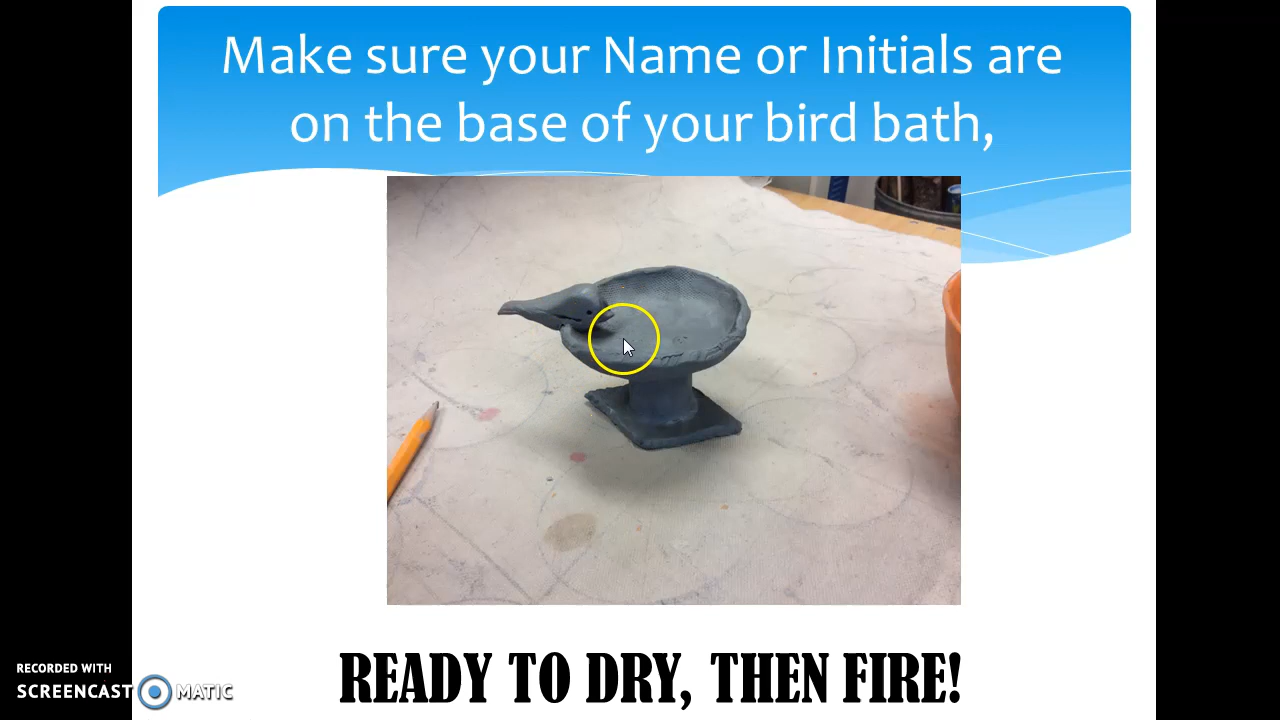 Make sure your Name or Initials are
on the base of your bird bath,
READY TO DRY, THEN FIRE!
RECORDED WITH
SCREENCAST MATIC